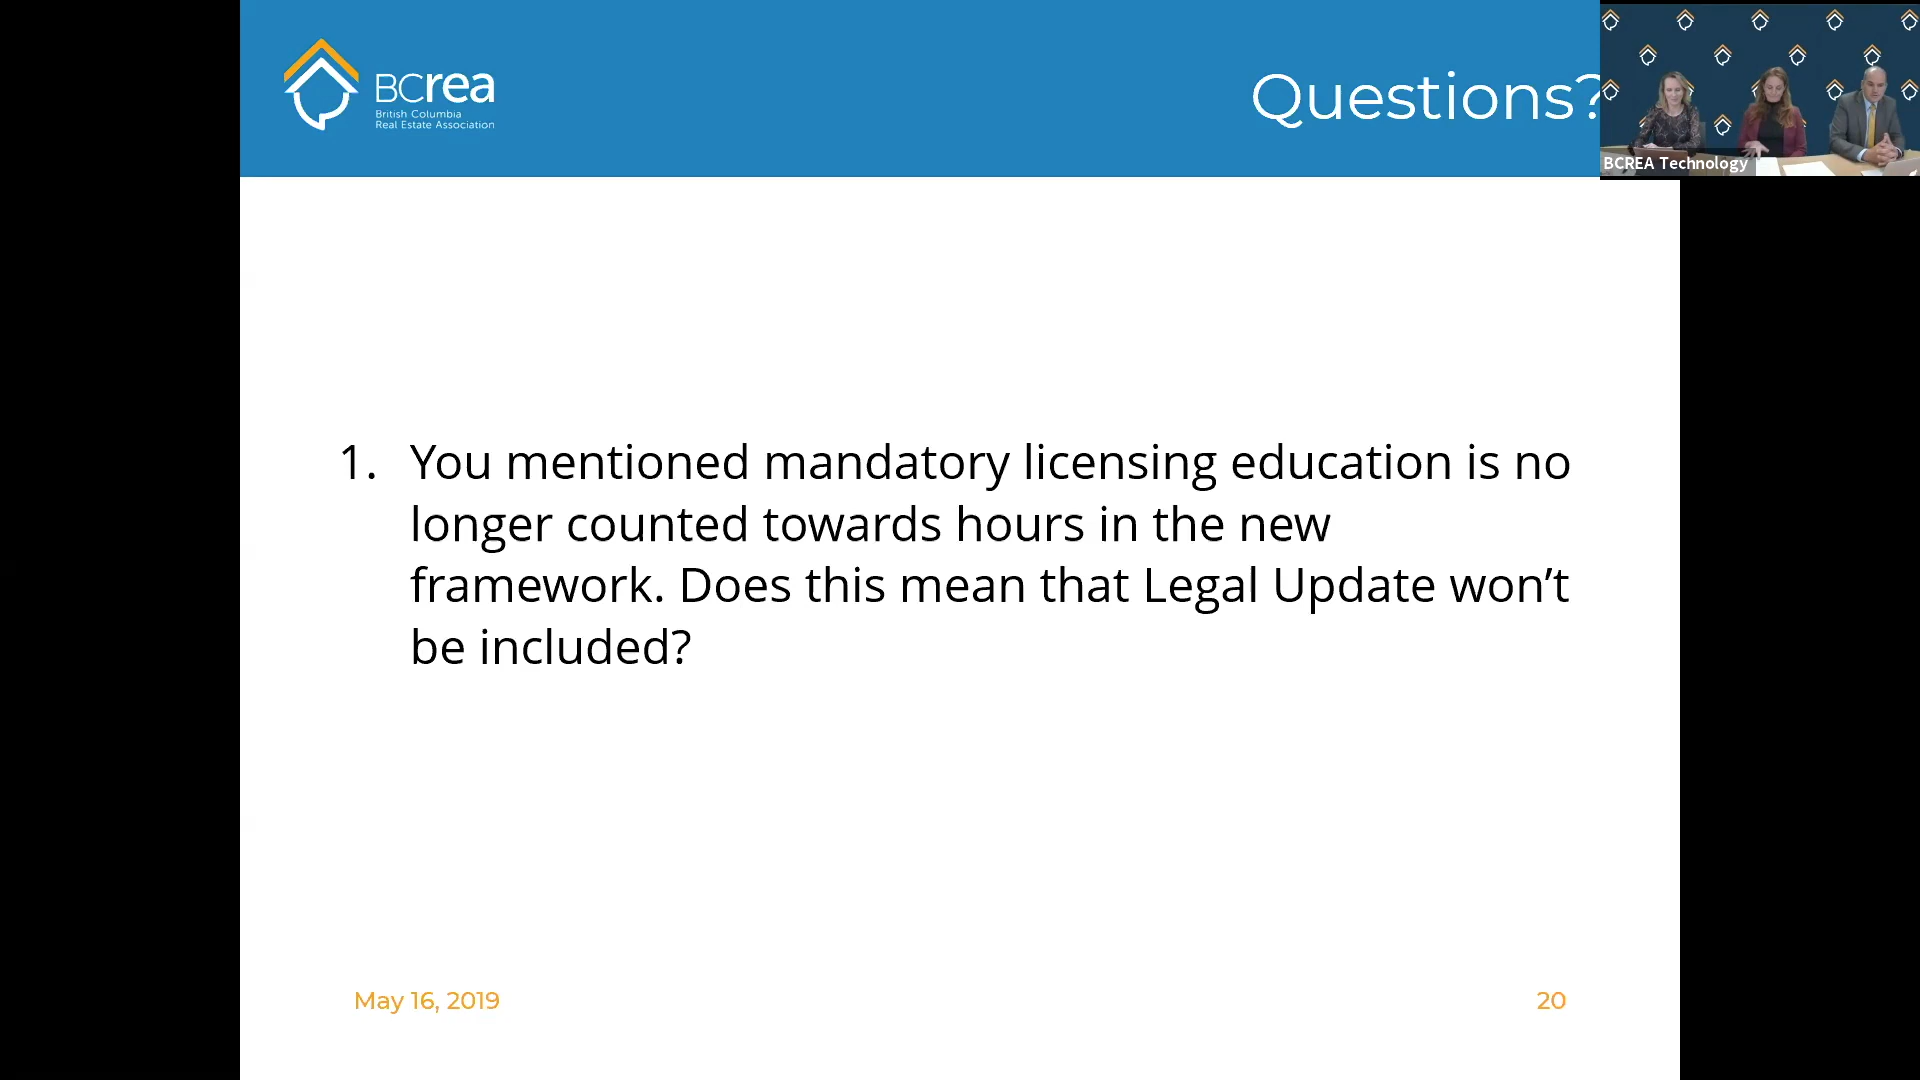 BCrea
British Columbia
Real Estate Association
Questions?
BCREA Technology
1. You mentioned mandatory licensing education is no
longer counted towards hours in the new
framework. Does this mean that Legal Update won’t
be included?
May 16, 2019
20